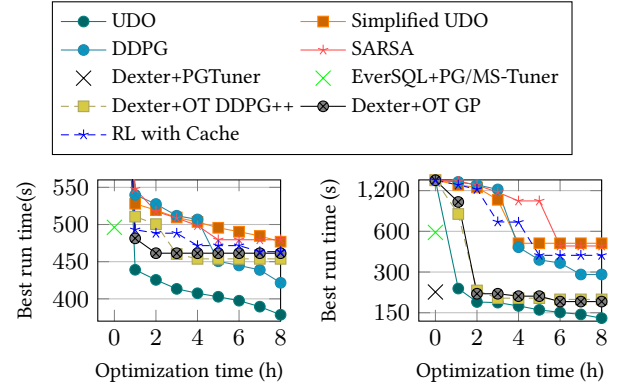 UDO
Simplified UDO
DDPG
SARSA
Dexter+PGTuner
EverSQL+PG/MS-Tuner
Dexter+OT DDPG++
Dexter+OT GP
RL with Cache
Best run time(s)
550
500
450
400
0 2 4 6 8
Optimization time (h)
Best run time (s)
1,200
600
300
150
0 2 4 6 8
Optimization time (h)